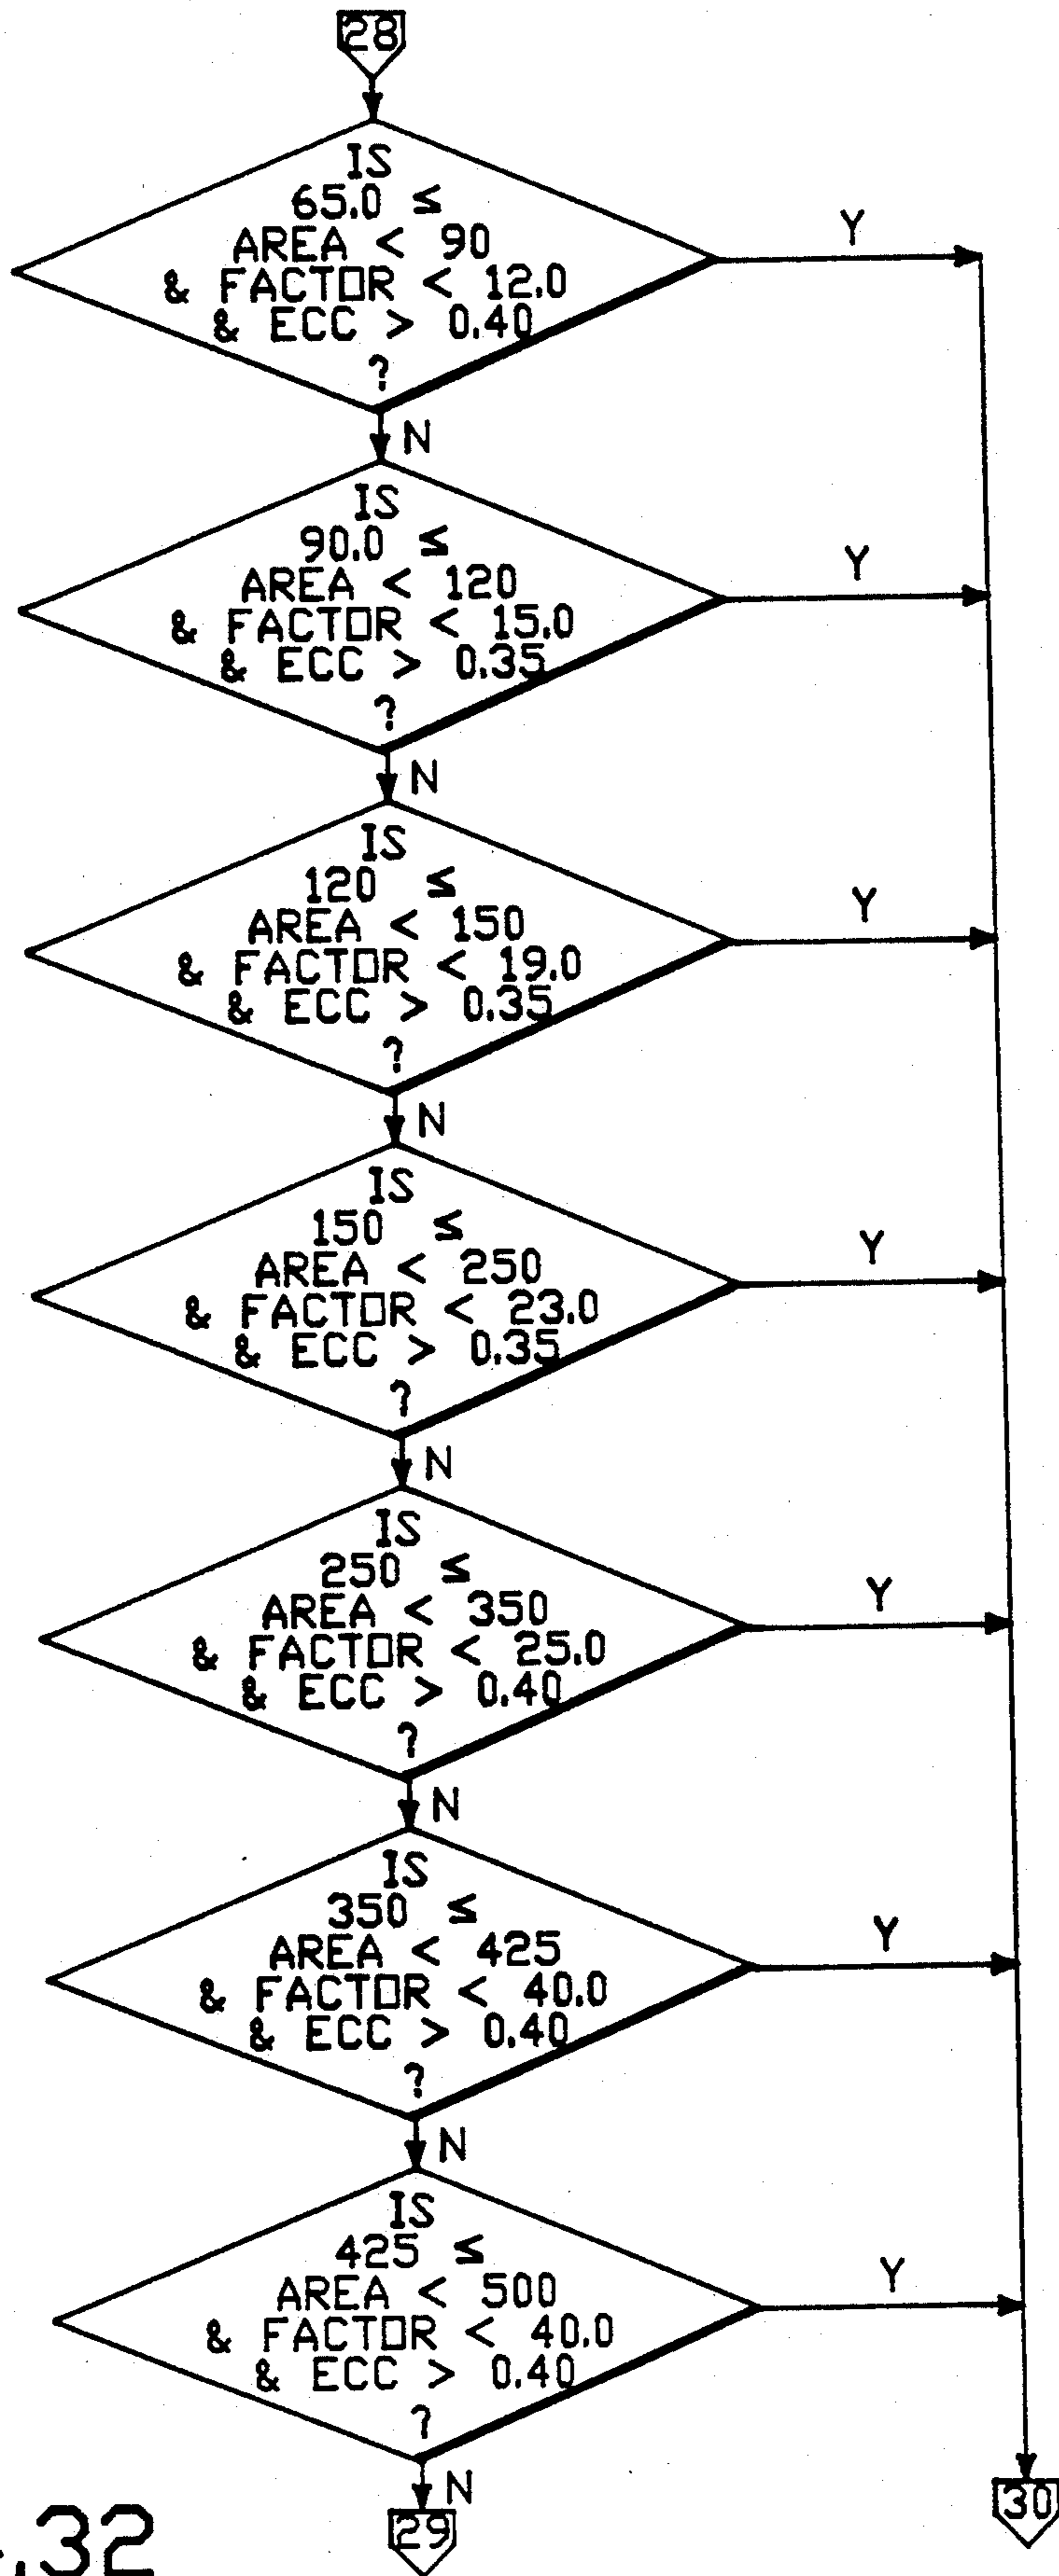 28
IS
65.0 ≤
AREA < 90
& FACTOR < 12.0
& ECC > 0.40
?
Y
N
IS
90.0 ≤
AREA < 120
& FACTOR < 15.0
& ECC > 0.35
?
Y
N
IS
120 ≤
AREA < 150
& FACTOR < 19.0
& ECC > 0.35
?
Y
N
IS
150 ≤
AREA < 250
& FACTOR < 23.0
& ECC > 0.35
?
Y
N
IS
250 ≤
AREA < 350
& FACTOR < 25.0
& ECC > 0.40
?
Y
N
IS
350 ≤
AREA < 425
& FACTOR < 40.0
& ECC > 0.40
?
Y
N
IS
425 ≤
AREA < 500
& FACTOR < 40.0
& ECC > 0.40
?
Y
N
29
30
.32